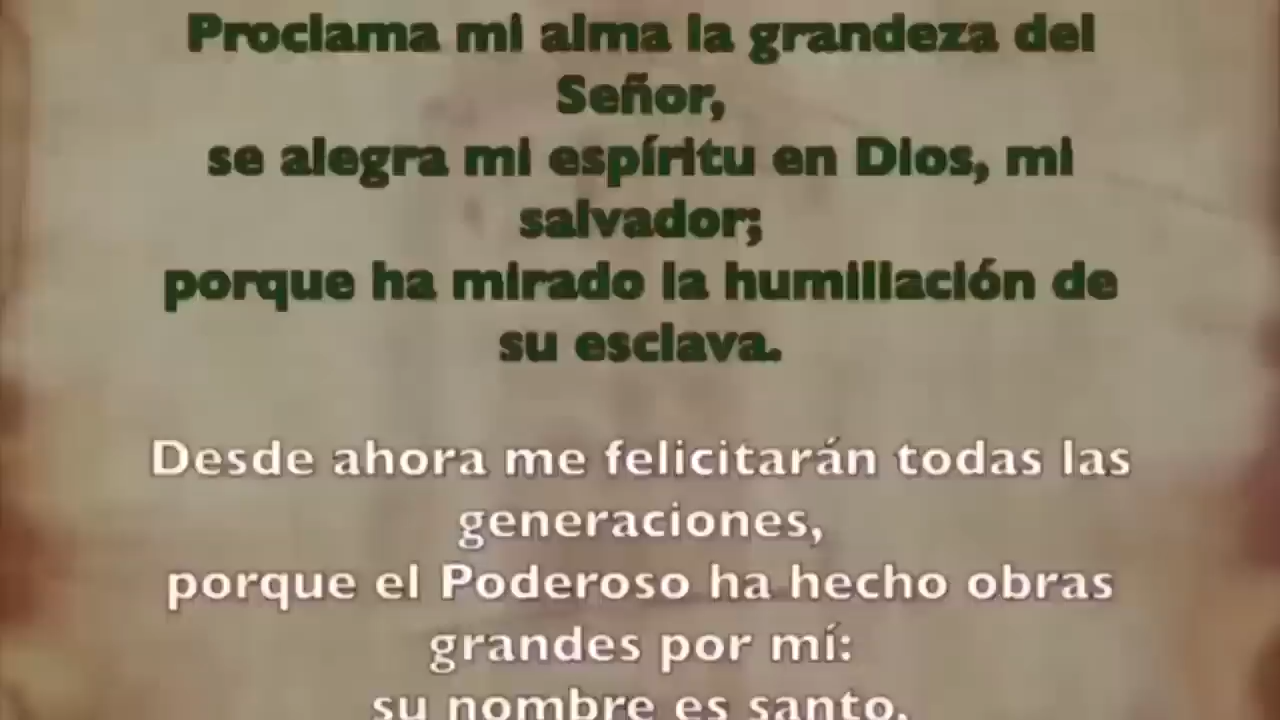 Proclama mi alma la grandeza del
Señor,
se alegra mi espíritu en Dios, mi
salvador;
porque ha mirado la humillación de
su esclava.
Desde ahora me felicitarán todas las
generaciones,
porque el Poderoso ha hecho obras
grandes por mí:
su nombre es santo,